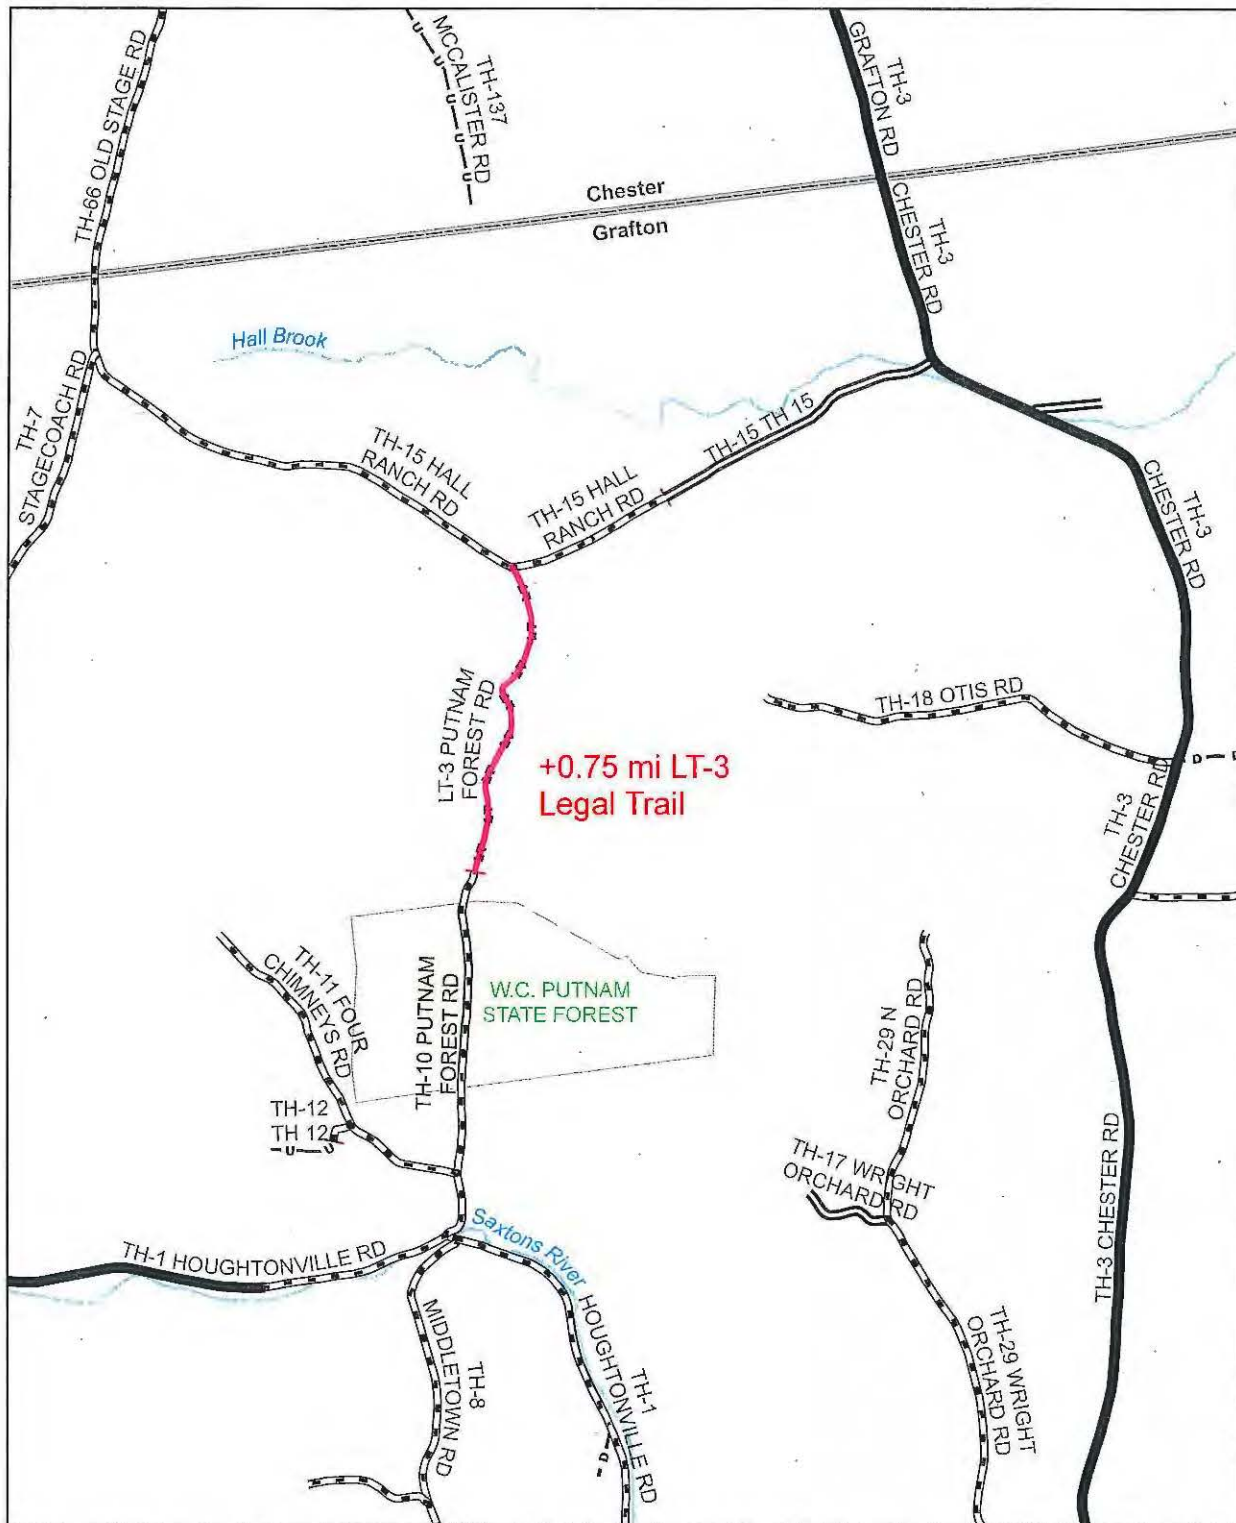 TH-66 OLD STAGE RD
TH-137
MCCALISTER RD
U U U U U
TH-3
GRAFTON RD
Chester
Grafton
TH-3
CHESTER RD
Hall Brook
TH-7
STAGECOACH RD
TH-15 HALL
RANCH RD
TH-15 HALL
RANCH RD
TH-15 TH 15
TH-3
CHESTER RD
LT-3 PUTNAM
FOREST RD
+0.75 mi LT-3
Legal Trail
TH-18 OTIS RD
D
TH-3
CHESTER RD
TH-11 FOUR
CHIMNEYS RD
TH-10 PUTNAM
FOREST RD
W.C. PUTNAM
STATE FOREST
TH-29 N
ORCHARD RD
TH-12
TH 12
U U
TH-17 WRIGHT
ORCHARD RD
TH-3 CHESTER RD
TH-1 HOUGHTONVILLE RD
Saxtons River
TH-1
HOUGHTONVILLE RD
TH-8
MIDDLETOWN RD
D
TH-29 WRIGHT
ORCHARD RD